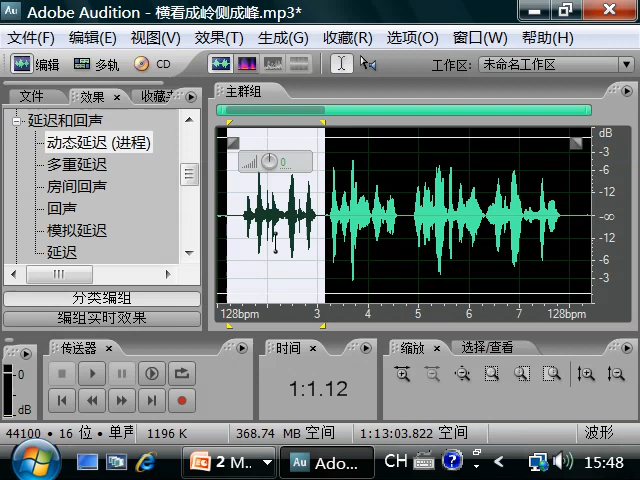 Adobe Audition - 横看成岭侧成峰.mp3*
文件(F) 编辑(E) 视图(V) 效果(T) 生成(G) 收藏(R) 选项(O) 窗口(W) 帮助(H)
编辑 多轨 CD 工作区: 未命名工作区
文件 效果 × 收藏夹 主群组 ×
延迟和回声
动态延迟 (进程)
多重延迟
房间回声
回声
模拟延迟
延迟
分类编组
编组实时效果
0
dB
-3
-6
-12
-∞
-12
-6
-3
128bpm 3 4 5 6 7 128bpm
传送器 × 时间 × 缩放 × 选择/查看
0
dB
1:1.12
44100 • 16 位 • 单声 1196 K 368.74 MB 空间 1:13:03.822 空间 波形
2 M... Ado... CH 15:48